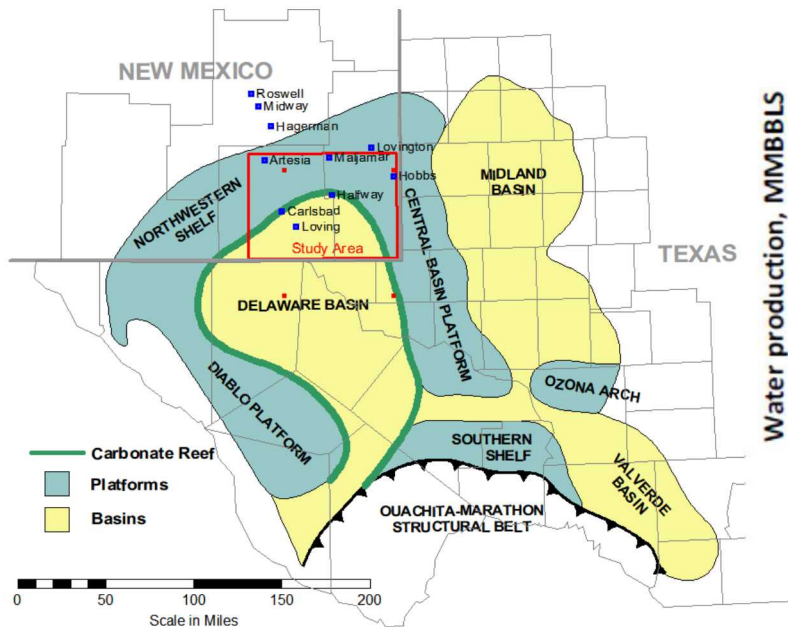 NEW MEXICO
Roswell
Midway
Hagerman
Lovington
Artesia
Maljamar
Hobbs
Halfway
Carlsbad
Loving
Study Area
NORTHWESTERN
SHELF
MIDLAND
BASIN
CENTRAL BASIN PLATFORM
TEXAS
DELAWARE BASIN
DIABLO PLATFORM
OZONA ARCH
SOUTHERN
SHELF
VALVERDE
BASIN
OUACHITA-MARATHON
STRUCTURAL BELT
Carbonate Reef
Platforms
Basins
0 50 100 150 200
Scale in Miles
Water production, MMBBLS